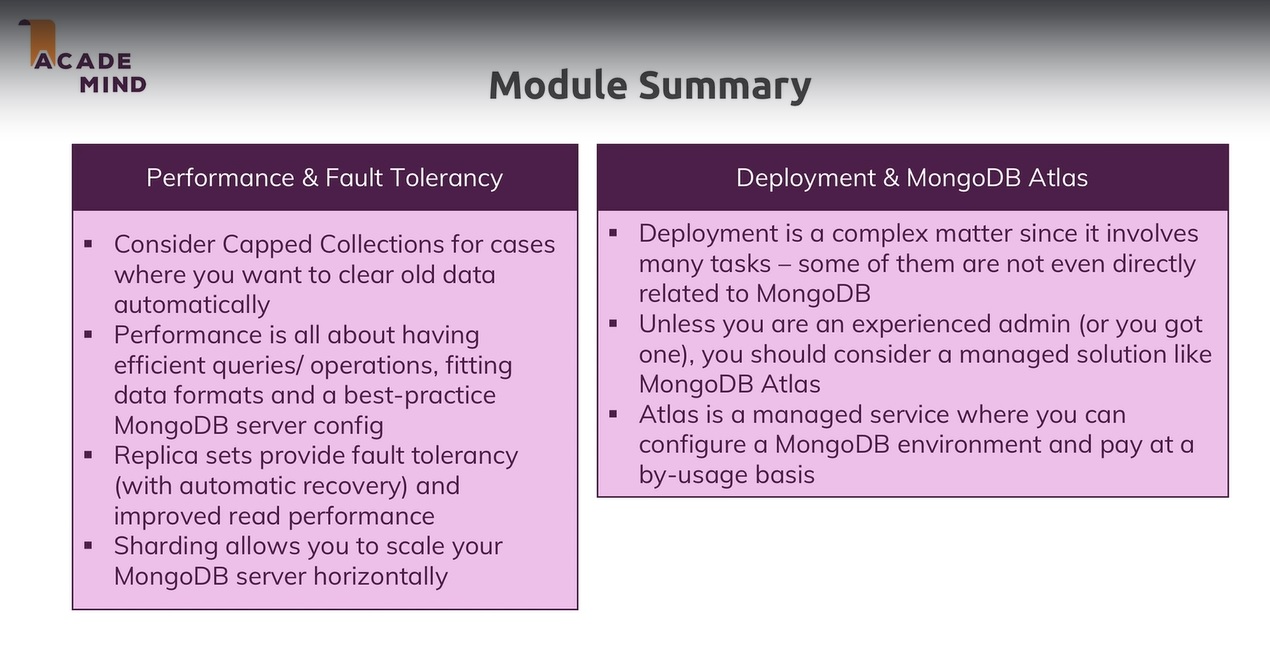 ACADE
MIND
Module Summary
Performance & Fault Tolerancy
▪ Consider Capped Collections for cases
where you want to clear old data
automatically
▪ Performance is all about having
efficient queries/ operations, fitting
data formats and a best-practice
MongoDB server config
▪ Replica sets provide fault tolerancy
(with automatic recovery) and
improved read performance
▪ Sharding allows you to scale your
MongoDB server horizontally
Deployment & MongoDB Atlas
▪ Deployment is a complex matter since it involves
many tasks – some of them are not even directly
related to MongoDB
▪ Unless you are an experienced admin (or you got
one), you should consider a managed solution like
MongoDB Atlas
▪ Atlas is a managed service where you can
configure a MongoDB environment and pay at a
by-usage basis